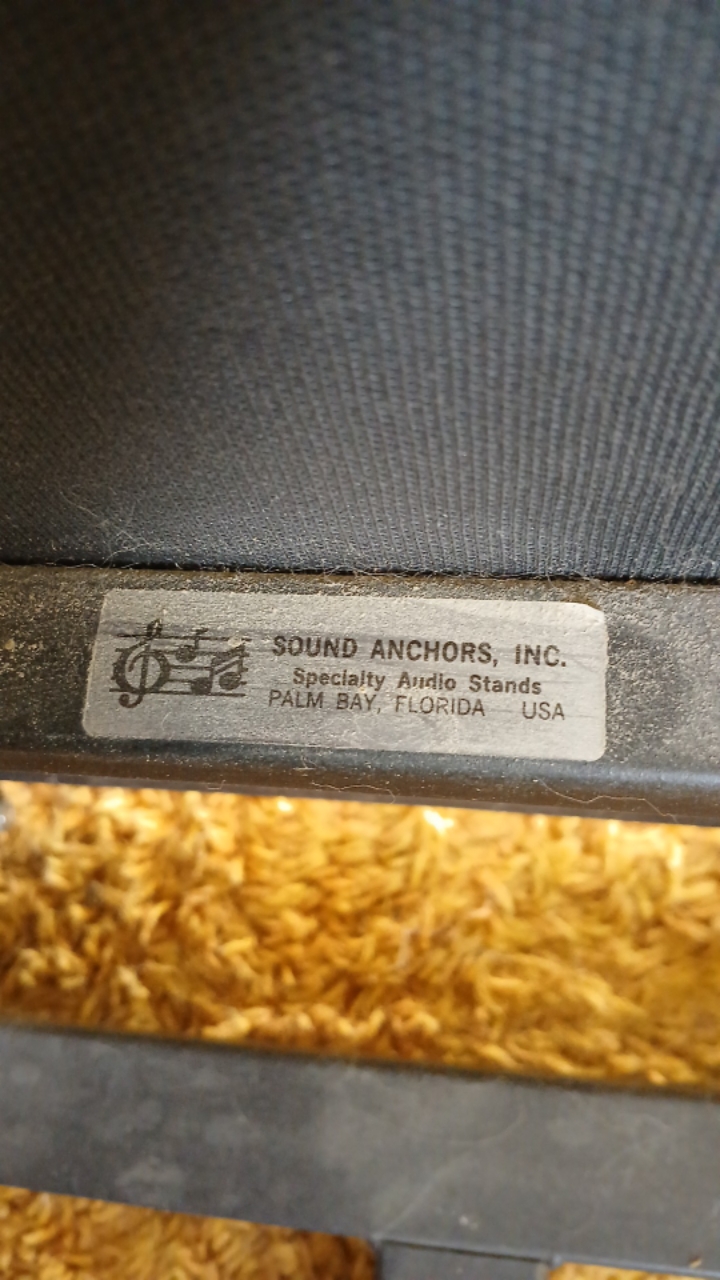 SOUND ANCHORS, INC.
Specialty Audio Stands
PALM BAY, FLORIDA USA